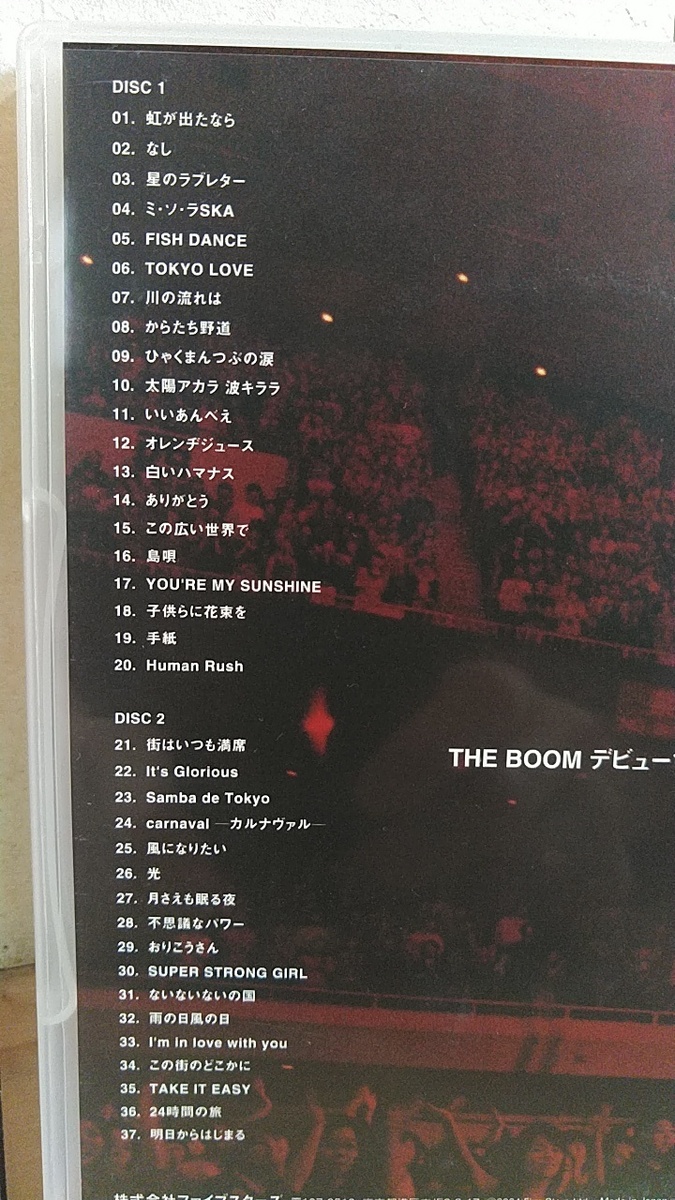 DISC 1
01. 虹が出たなら
02. なし
03. 星のラブレター
04. ミ・ソ・ラSKA
05. FISH DANCE
06. TOKYO LOVE
07. 川の流れは
08. からたち野道
09. ひゃくまんつぶの涙
10. 太陽アカラ 波キララ
11. いいあんべえ
12. オレンヂジュース
13. 白いハマナス
14. ありがとう
15. この広い世界で
16. 島唄
17. YOU'RE MY SUNSHINE
18. 子供らに花束を
19. 手紙
20. Human Rush
DISC 2
21. 街はいつも満席
22. It's Glorious
23. Samba de Tokyo
24. carnaval ―カルナヴァル―
25. 風になりたい
26. 光
27. 月さえも眠る夜
28. 不思議なパワー
29. おりこうさん
30. SUPER STRONG GIRL
31. ないないないの国
32. 雨の日風の日
33. I'm in love with you
34. この街のどこかに
35. TAKE IT EASY
36. 24時間の旅
37. 明日からはじまる
THE BOOM デビュー
株式会社ファイブスターズ